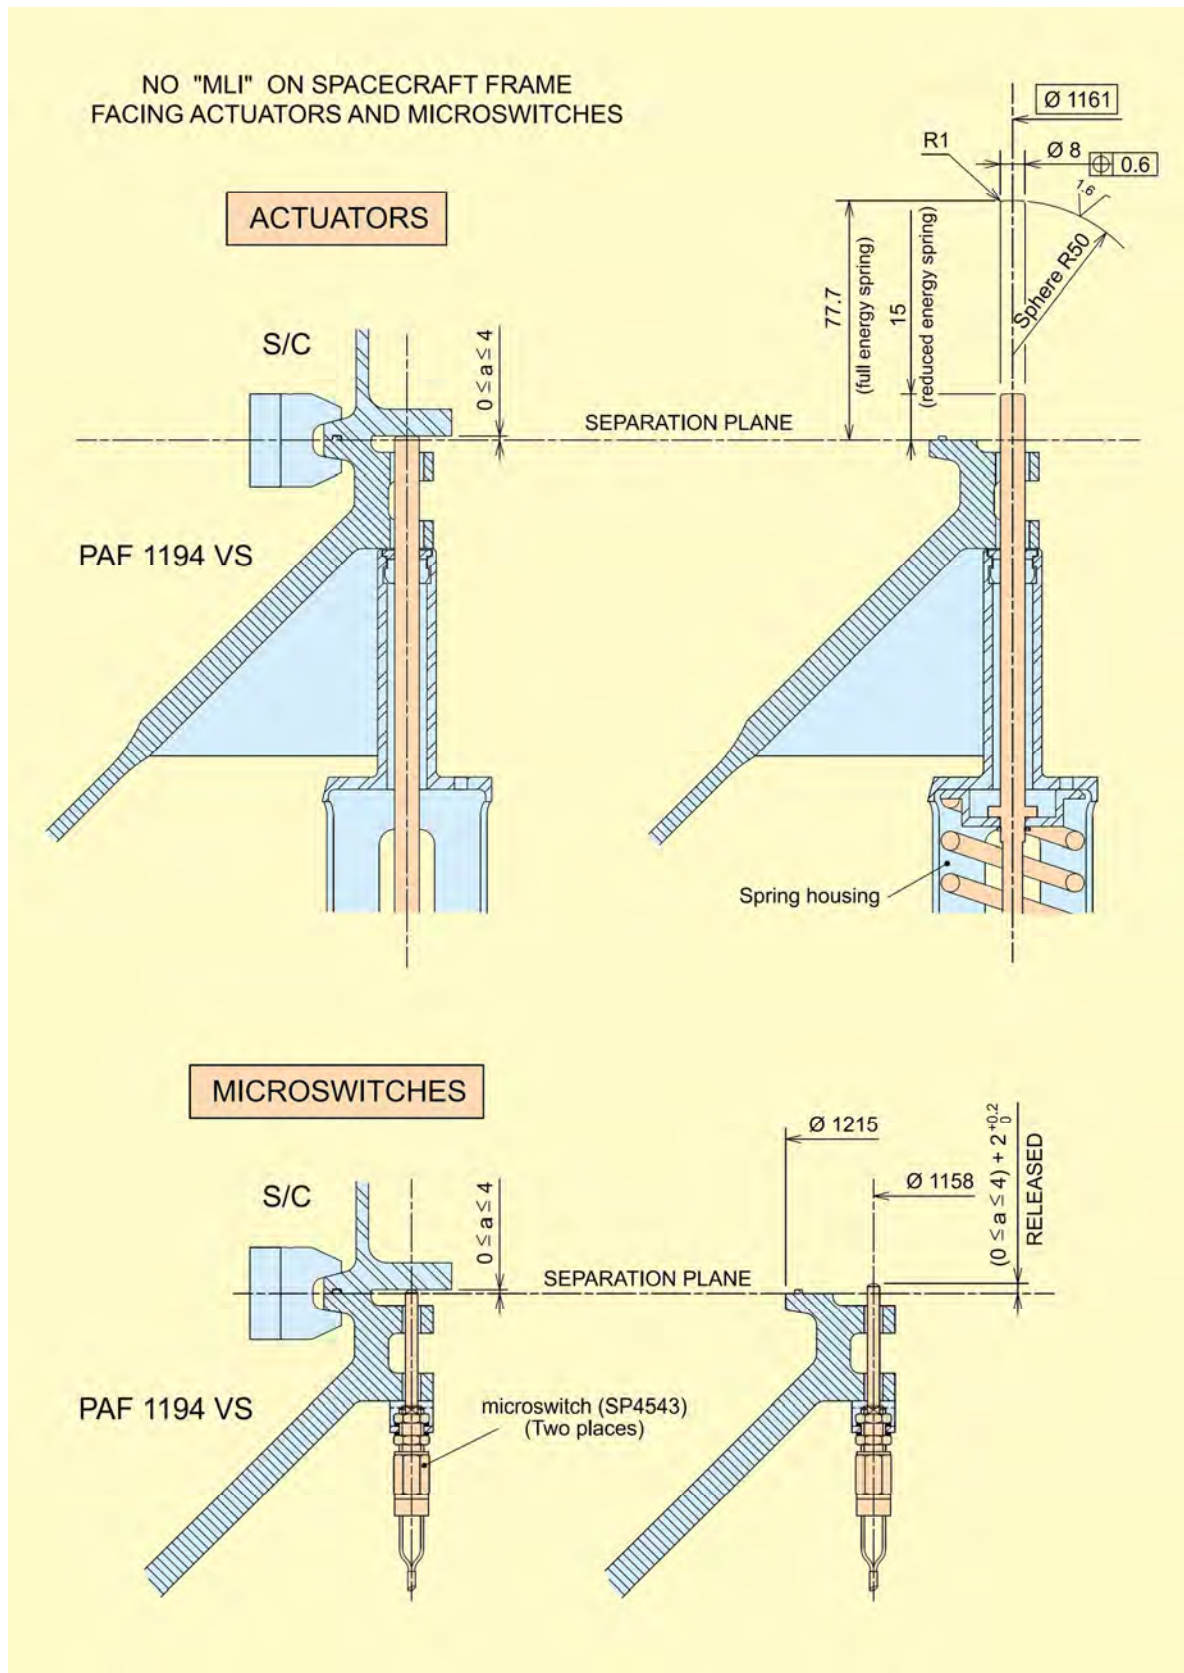 NO "MLI" ON SPACECRAFT FRAME
FACING ACTUATORS AND MICROSWITCHES
ACTUATORS
Ø 1161
R1
Ø 8
0.6
1.6
Sphere R50
77.7
(full energy spring)
15
(reduced energy spring)
S/C
0 ≤ a ≤ 4
SEPARATION PLANE
PAF 1194 VS
Spring housing
MICROSWITCHES
Ø 1215
Ø 1158
(0 ≤ a ≤ 4) + 2 +0.2 0
RELEASED
S/C
0 ≤ a ≤ 4
SEPARATION PLANE
PAF 1194 VS
microswitch (SP4543)
(Two places)